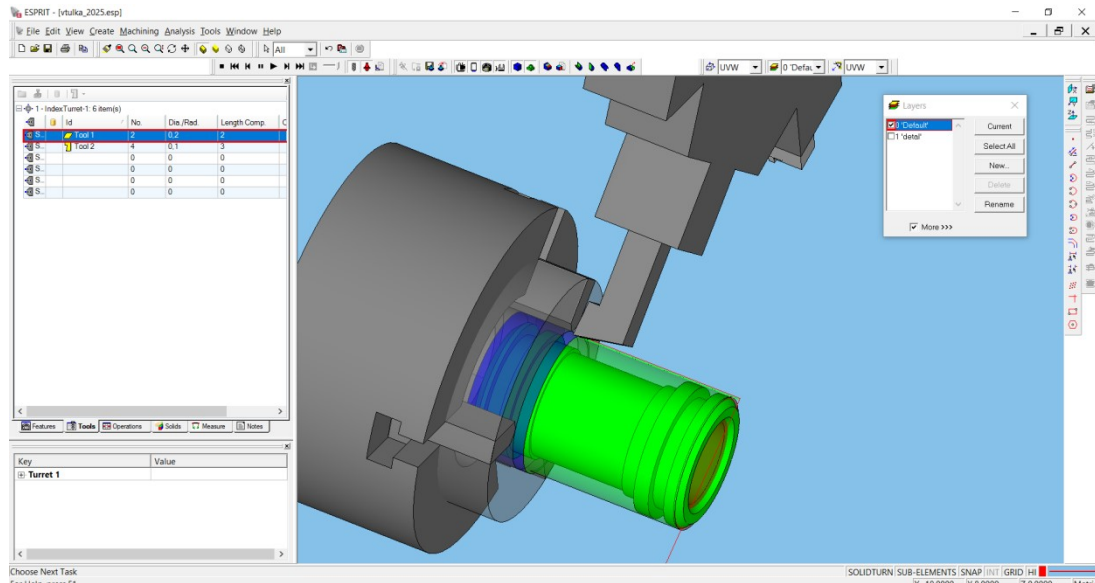 ESPRIT - [vtulka_2025.esp]
File Edit View Create Machining Analysis Tools Window Help
All
UVW 0 'Defau UVW
1 - IndexTurret-1: 6 item(s)
Id No. Dia./Rad. Length Comp. C
S.. Tool 1 2 0,2 2
S.. Tool 2 4 0,1 3
S.. 0 0 0
S.. 0 0 0
S.. 0 0 0
S.. 0 0 0
Features Tools Operations Solids Measure Notes
Key Value
Turret 1
Layers
0 'Default'
1 'detal'
Current
Select All
New...
Delete
Rename
More >>>
Choose Next Task
SOLIDTURN SUB-ELEMENTS SNAP INT GRID HI